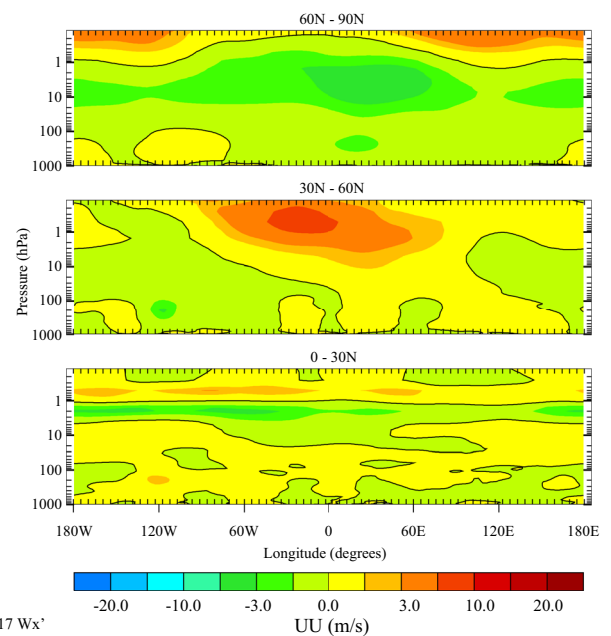 60N - 90N
1
10
100
1000
30N - 60N
1
10
100
1000
Pressure (hPa)
0 - 30N
1
10
100
1000
180W 120W 60W 0 60E 120E 180E
Longitude (degrees)
-20.0 -10.0 -3.0 0.0 3.0 10.0 20.0
17 Wx’ UU (m/s)